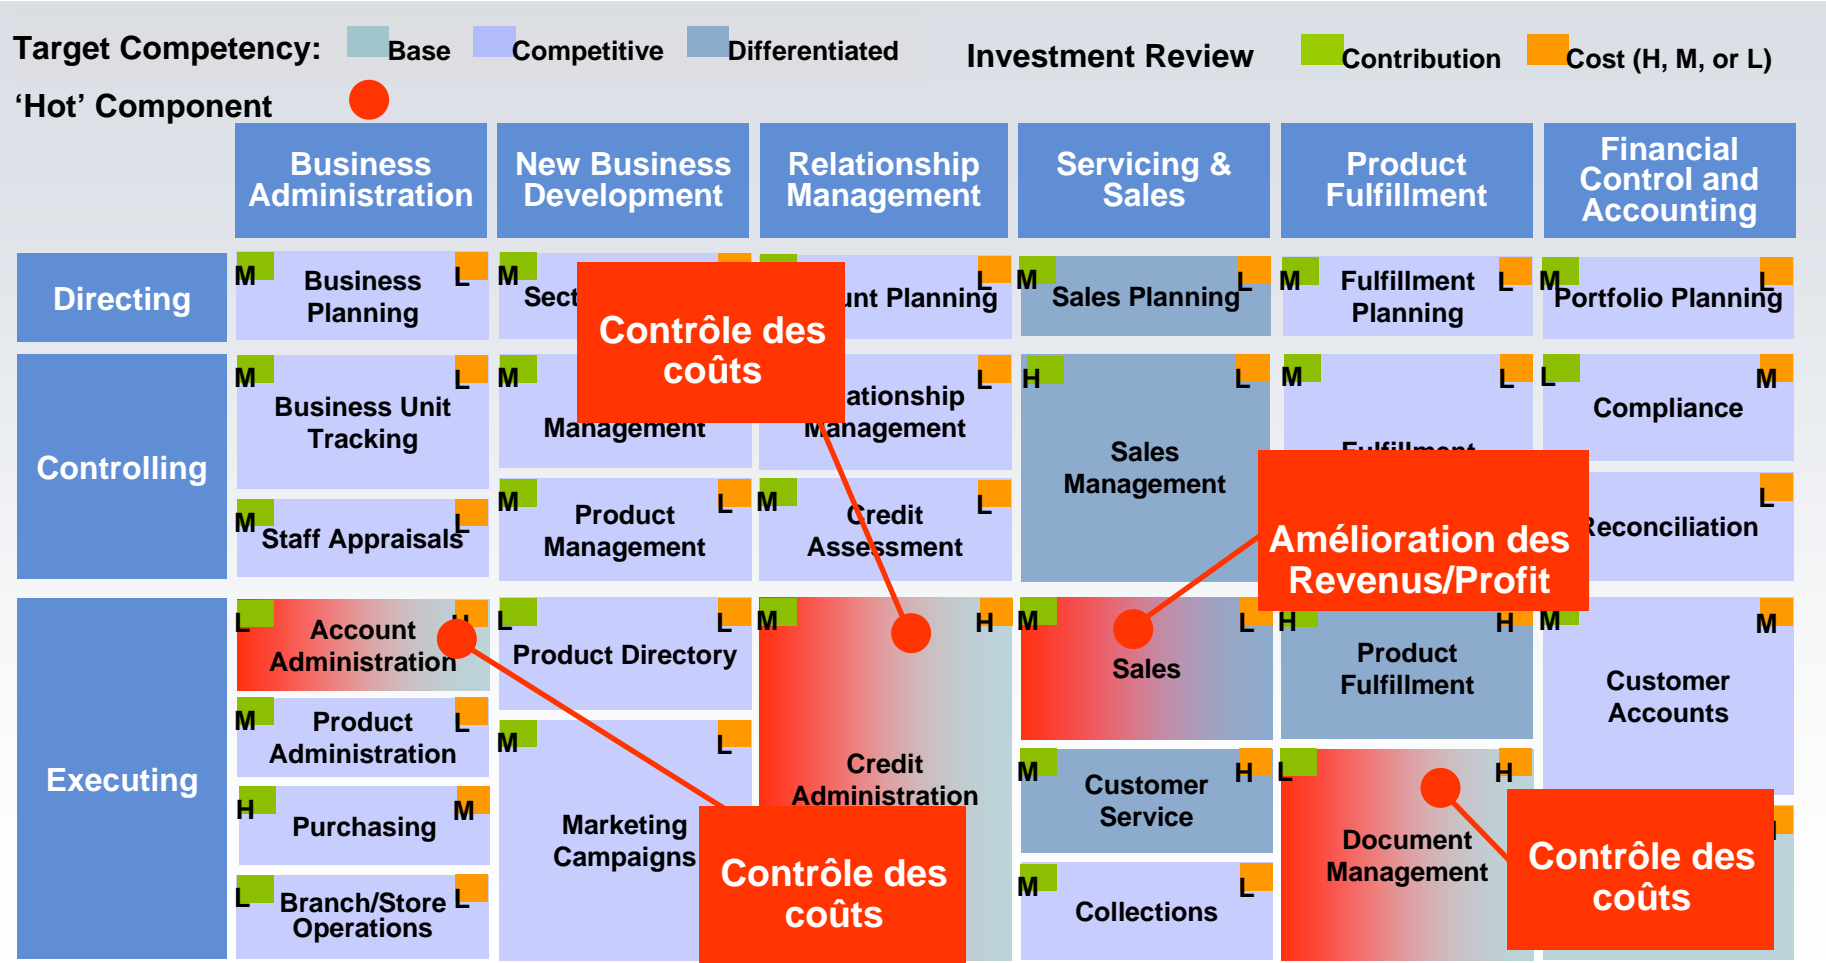 Target Competency: Base Competitive Differentiated
Investment Review Contribution Cost (H, M, or L)
‘Hot’ Component
Business
Administration
New Business
Development
Relationship
Management
Servicing &
Sales
Product
Fulfillment
Financial
Control and
Accounting
Directing
M L
Business
Planning
M
Sect
L
unt Planning
M L
Sales Planning
M L
Fulfillment
Planning
M L
Portfolio Planning
Contrôle des
coûts
Controlling
M L
Business Unit
Tracking
M L
Staff Appraisals
M
Management
M L
Product
Management
L
ationship
Management
M L
Credit
Assessment
H L
Sales
Management
M L
Fulfillment
Amélioration des
Revenus/Profit
L M
Compliance
L
Reconciliation
Executing
L H
Account
Administration
M L
Product
Administration
H M
Purchasing
L L
Branch/Store
Operations
L L
Product Directory
M L
Marketing
Campaigns
M H
Credit
Administration
Contrôle des
coûts
M L
Sales
M H
Customer
Service
M L
Collections
H H
Product
Fulfillment
L H
Document
Management
Contrôle des
coûts
M M
Customer
Accounts